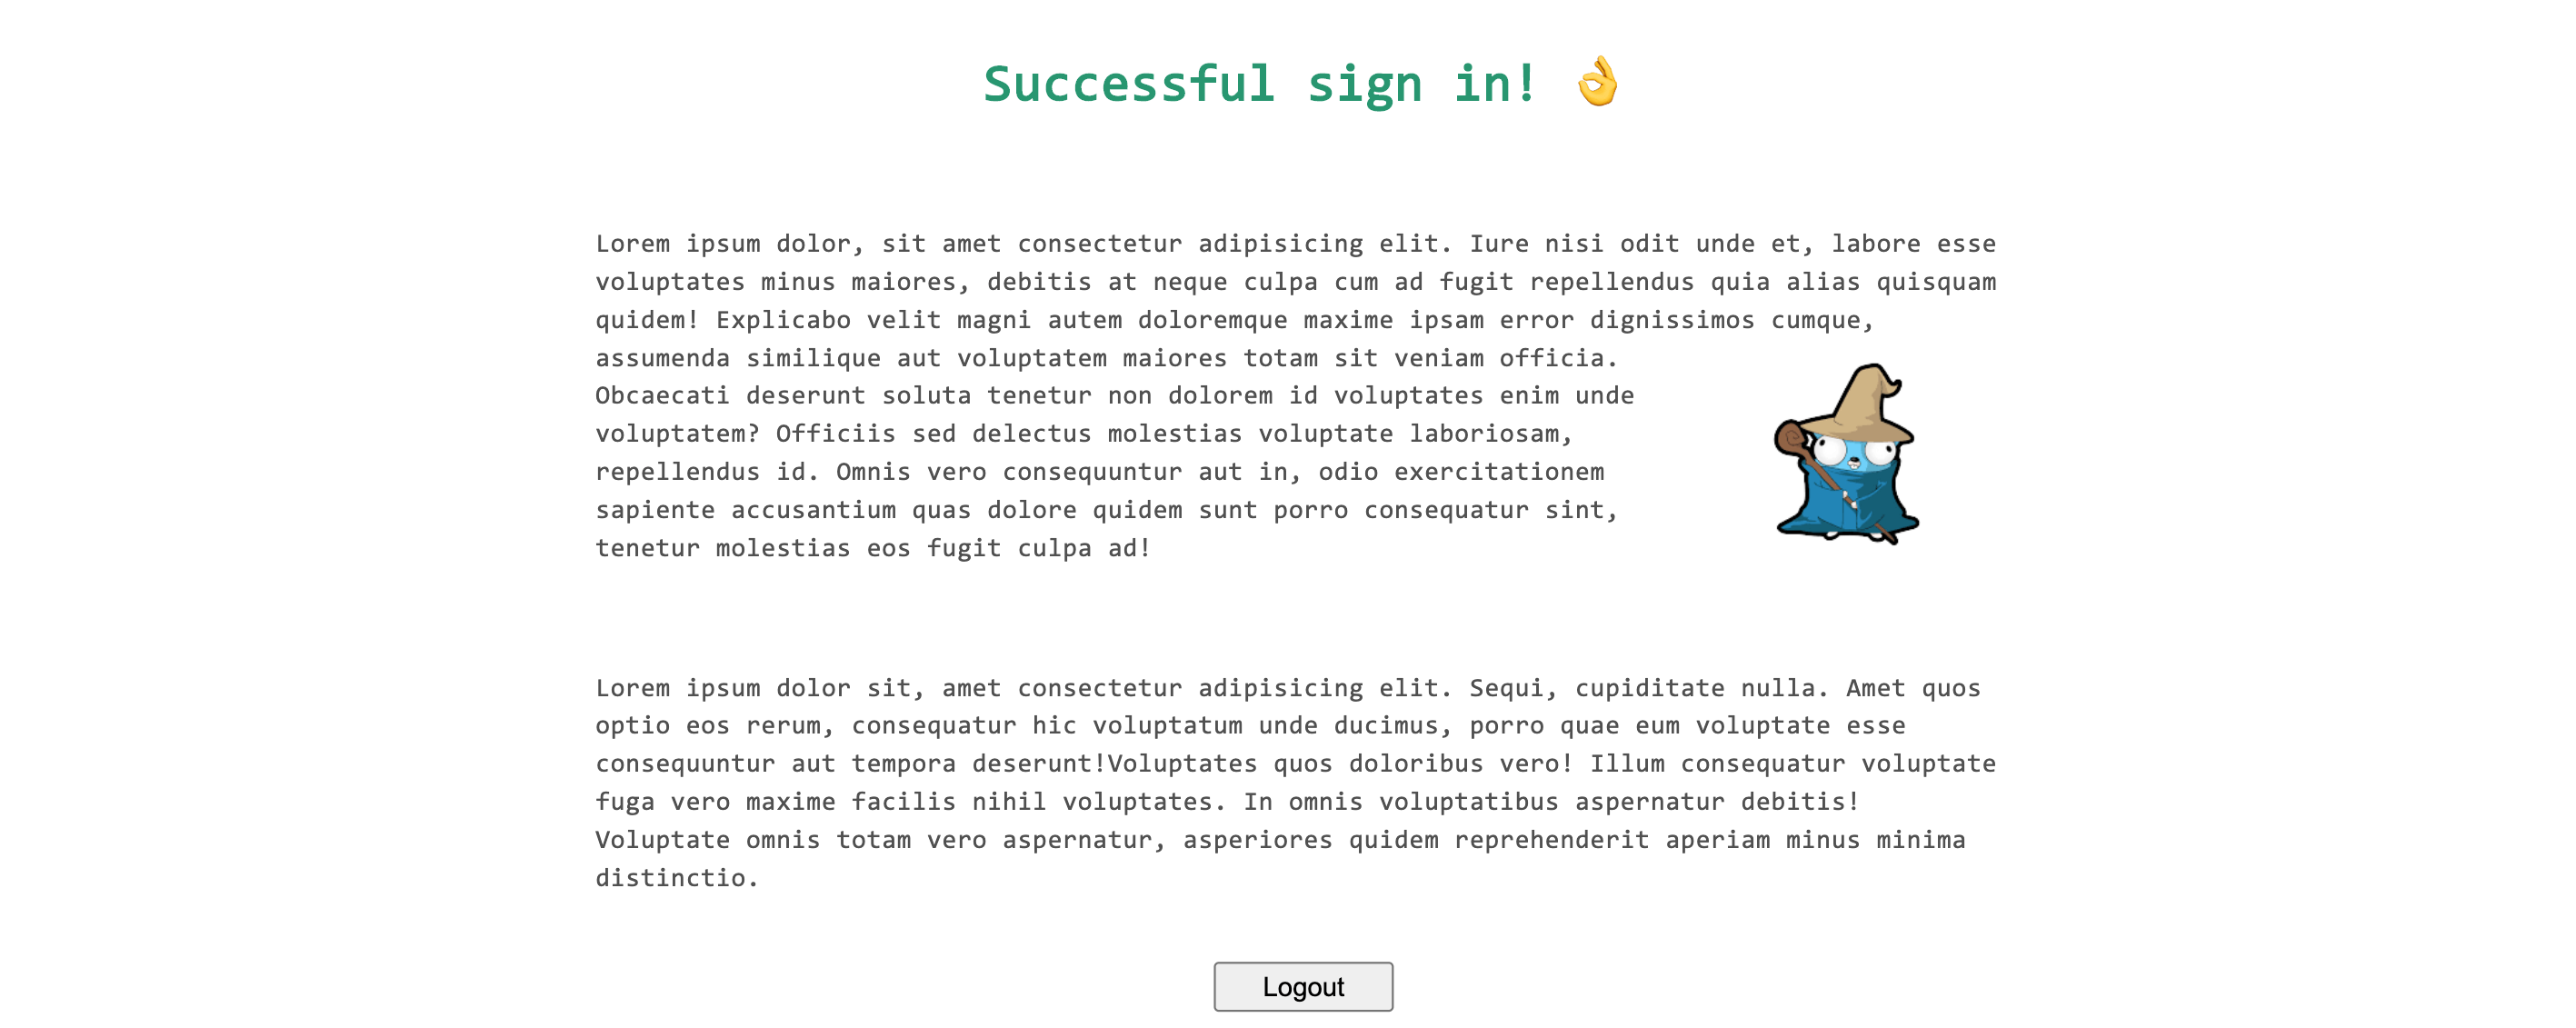 Successful sign in! 👌
Lorem ipsum dolor, sit amet consectetur adipisicing elit. Iure nisi odit unde et, labore esse
voluptates minus maiores, debitis at neque culpa cum ad fugit repellendus quia alias quisquam
quidem! Explicabo velit magni autem doloremque maxime ipsam error dignissimos cumque,
assumenda similique aut voluptatem maiores totam sit veniam officia.
Obcaecati deserunt soluta tenetur non dolorem id voluptates enim unde
voluptatem? Officiis sed delectus molestias voluptate laboriosam,
repellendus id. Omnis vero consequuntur aut in, odio exercitationem
sapiente accusantium quas dolore quidem sunt porro consequatur sint,
tenetur molestias eos fugit culpa ad!
Lorem ipsum dolor sit, amet consectetur adipisicing elit. Sequi, cupiditate nulla. Amet quos
optio eos rerum, consequatur hic voluptatum unde ducimus, porro quae eum voluptate esse
consequuntur aut tempora deserunt!Voluptates quos doloribus vero! Illum consequatur voluptate
fuga vero maxime facilis nihil voluptates. In omnis voluptatibus aspernatur debitis!
Voluptate omnis totam vero aspernatur, asperiores quidem reprehenderit aperiam minus minima
distinctio.
Logout